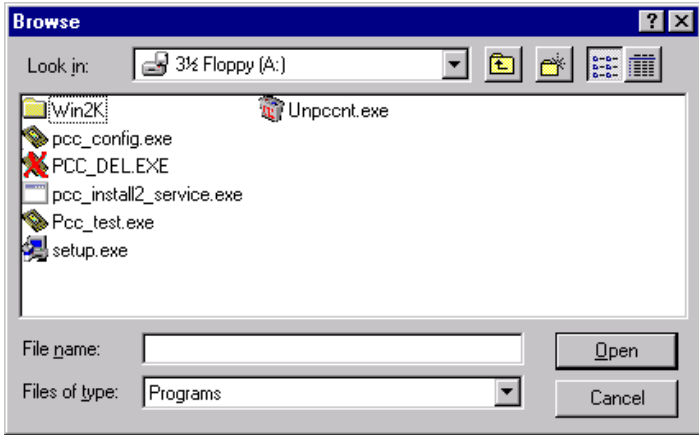 Browse
Look in: 3½ Floppy (A:)
Win2K
pcc_config.exe
PCC_DEL.EXE
pcc_install2_service.exe
Pcc_test.exe
setup.exe
Unpccnt.exe
File name:
Open
Files of type: Programs
Cancel